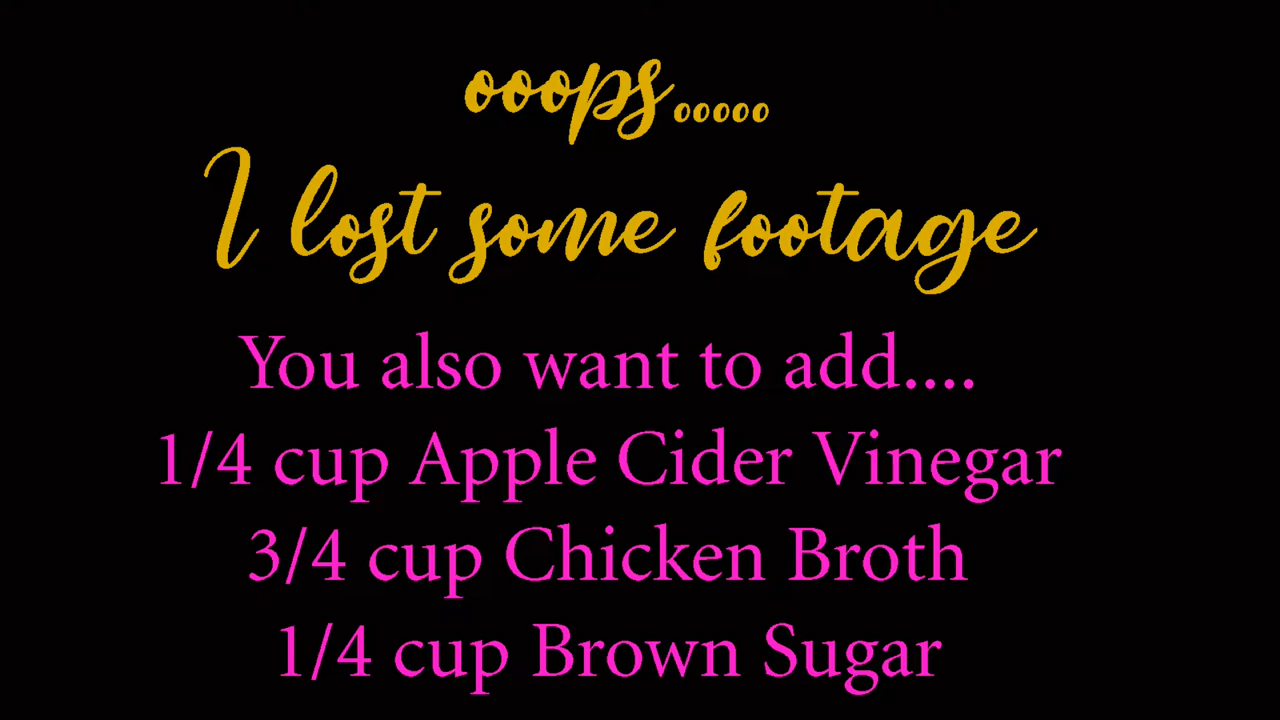 ooops.....
I lost some footage
You also want to add....
1/4 cup Apple Cider Vinegar
3/4 cup Chicken Broth
1/4 cup Brown Sugar